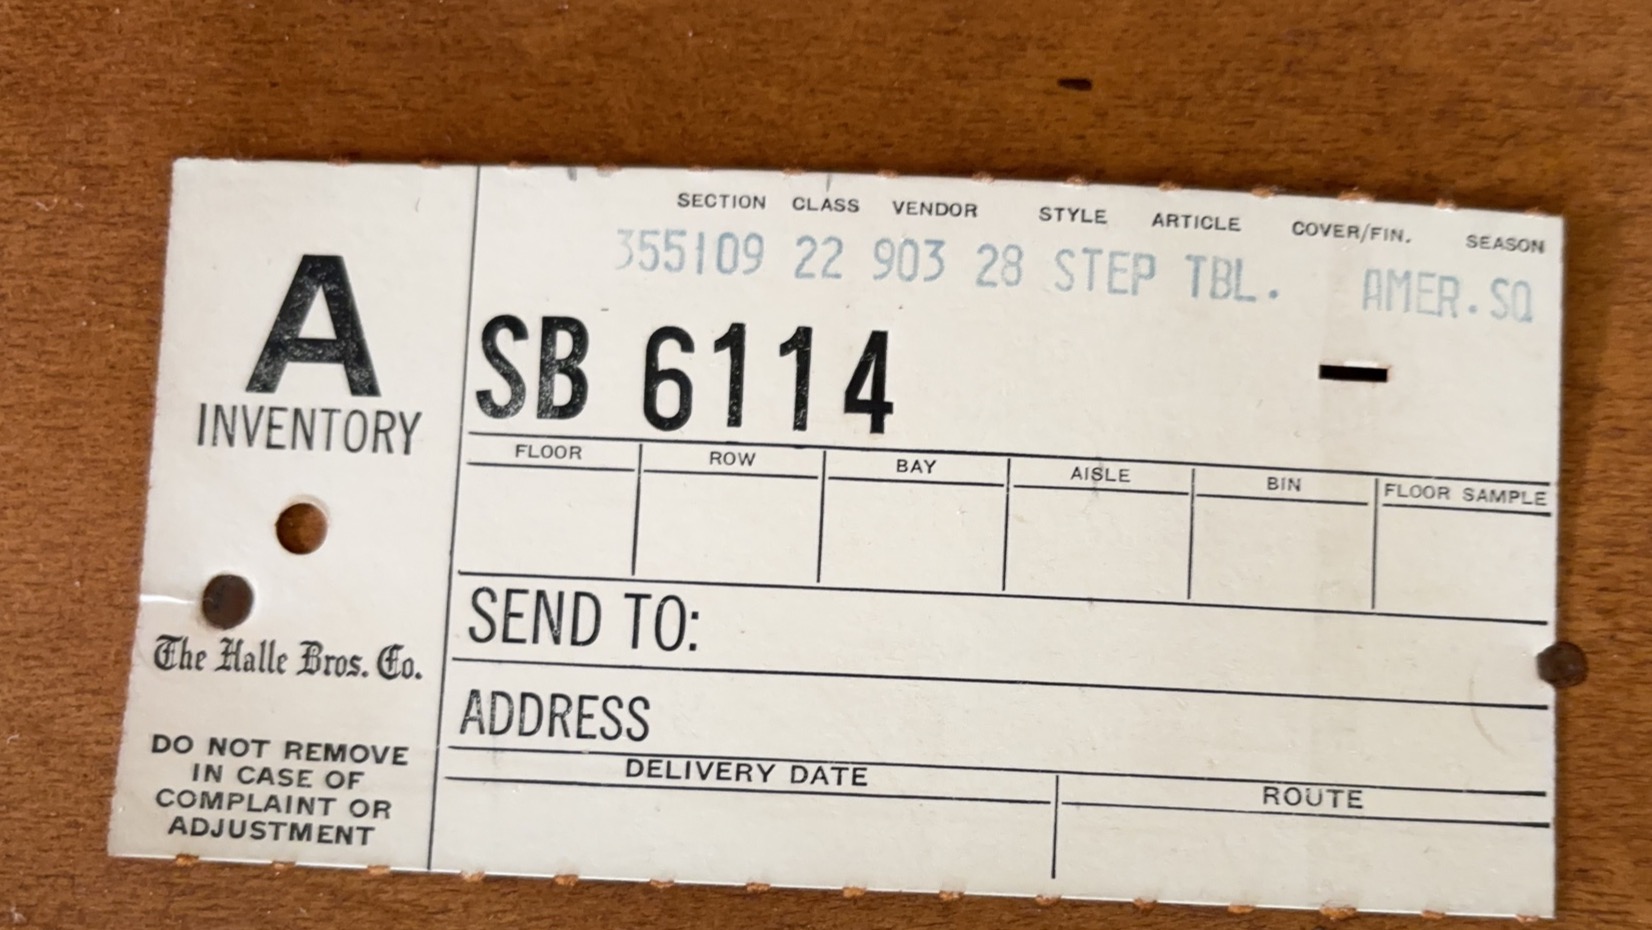 A
INVENTORY
The Halle Bros. Co.
DO NOT REMOVE
IN CASE OF
COMPLAINT OR
ADJUSTMENT
SECTION CLASS VENDOR STYLE ARTICLE COVER/FIN. SEASON
355109 22 903 28 STEP TBL. AMER.SQ
SB 6114
FLOOR ROW BAY AISLE BIN FLOOR SAMPLE
SEND TO:
ADDRESS
DELIVERY DATE ROUTE